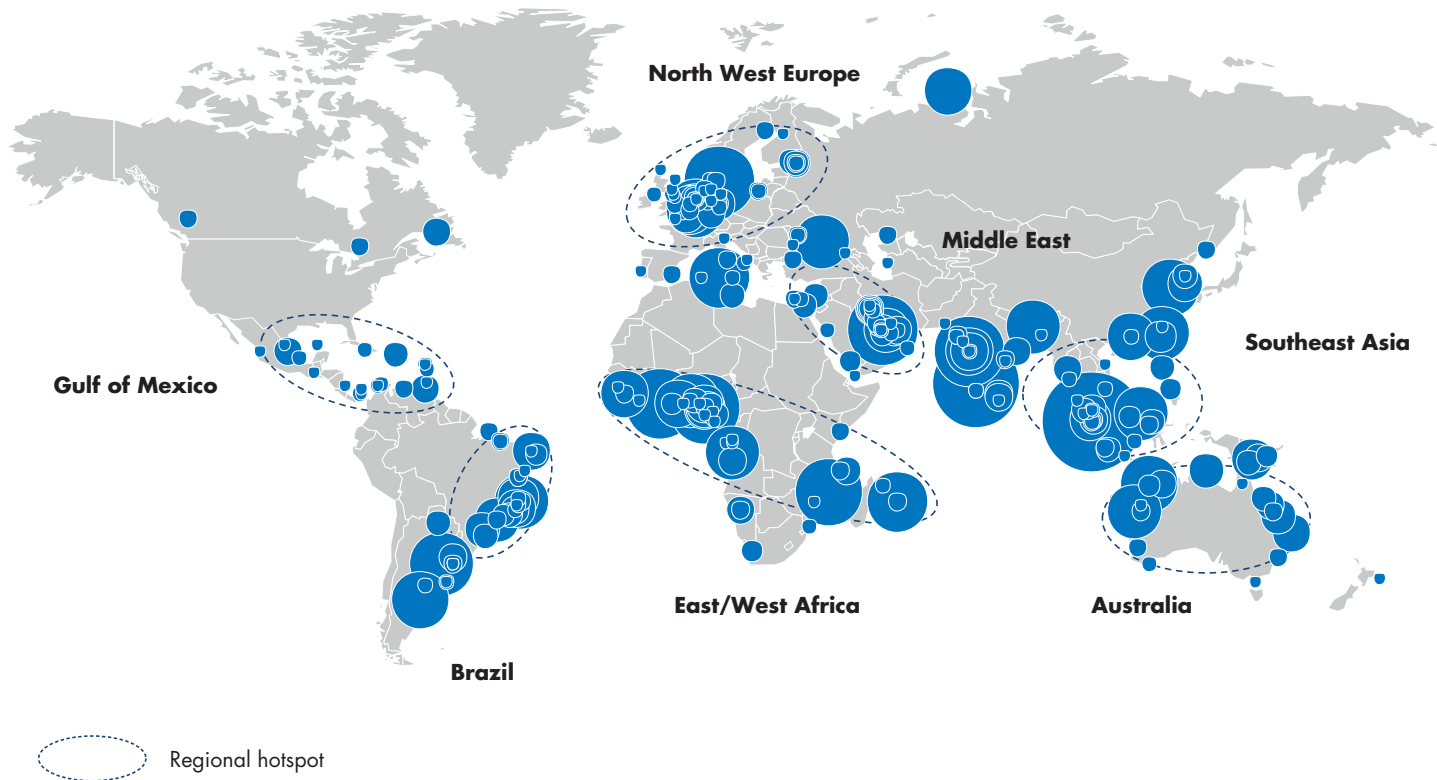 North West Europe
Middle East
Southeast Asia
Gulf of Mexico
East/West Africa
Australia
Brazil
Regional hotspot